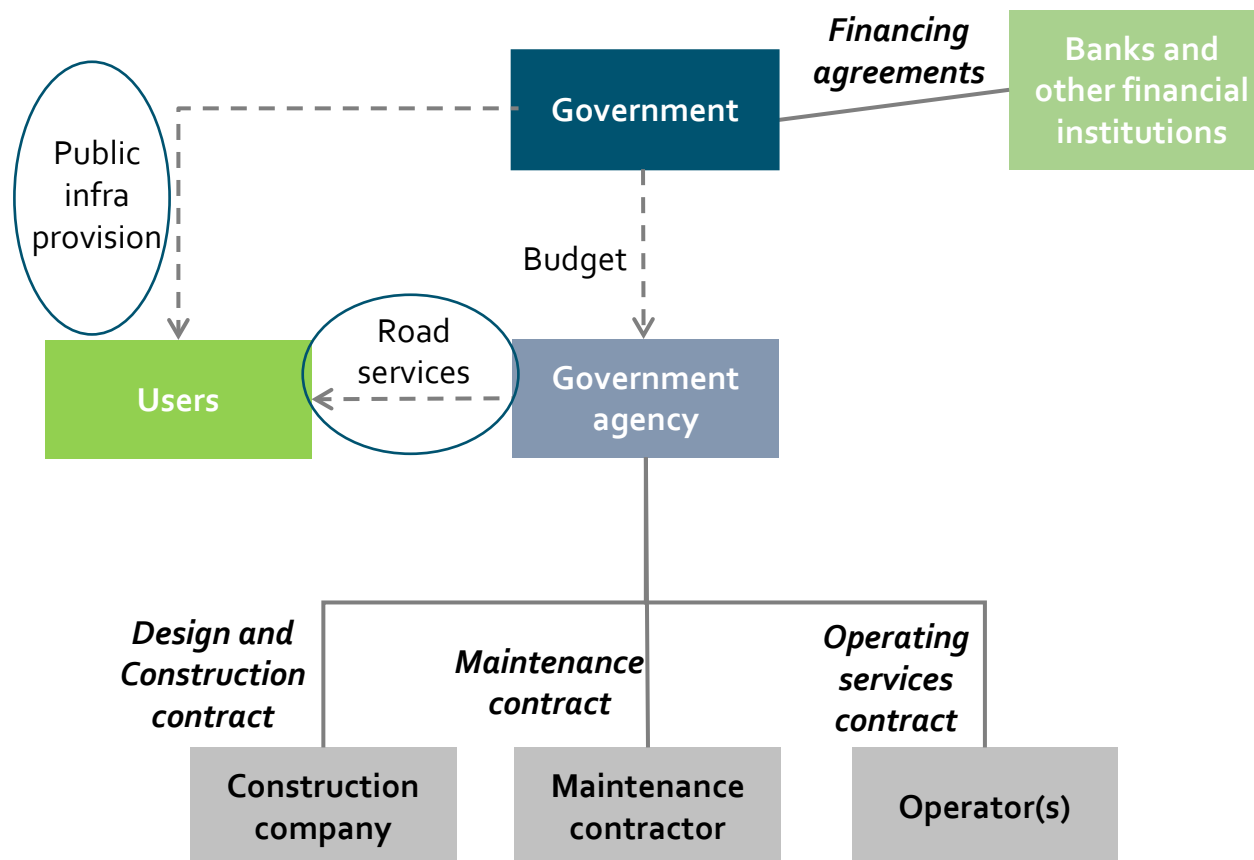 Financing
agreements
Banks and
other financial
institutions
Government
Public
infra
provision
Budget
Road
services
Users
Government
agency
Design and
Construction
contract
Maintenance
contract
Operating
services
contract
Construction
company
Maintenance
contractor
Operator(s)